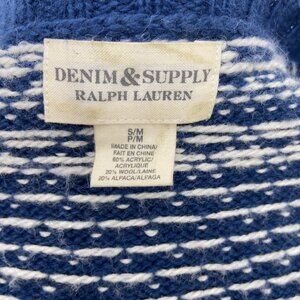 DENIM & SUPPLY
RALPH LAUREN
S/M
P/M
MADE IN CHINA/
FAIT EN CHINE
60% ACRYLIC/
ACRYLIQUE
20% WOOL/LAINE
20% ALPACA/ALPAGA